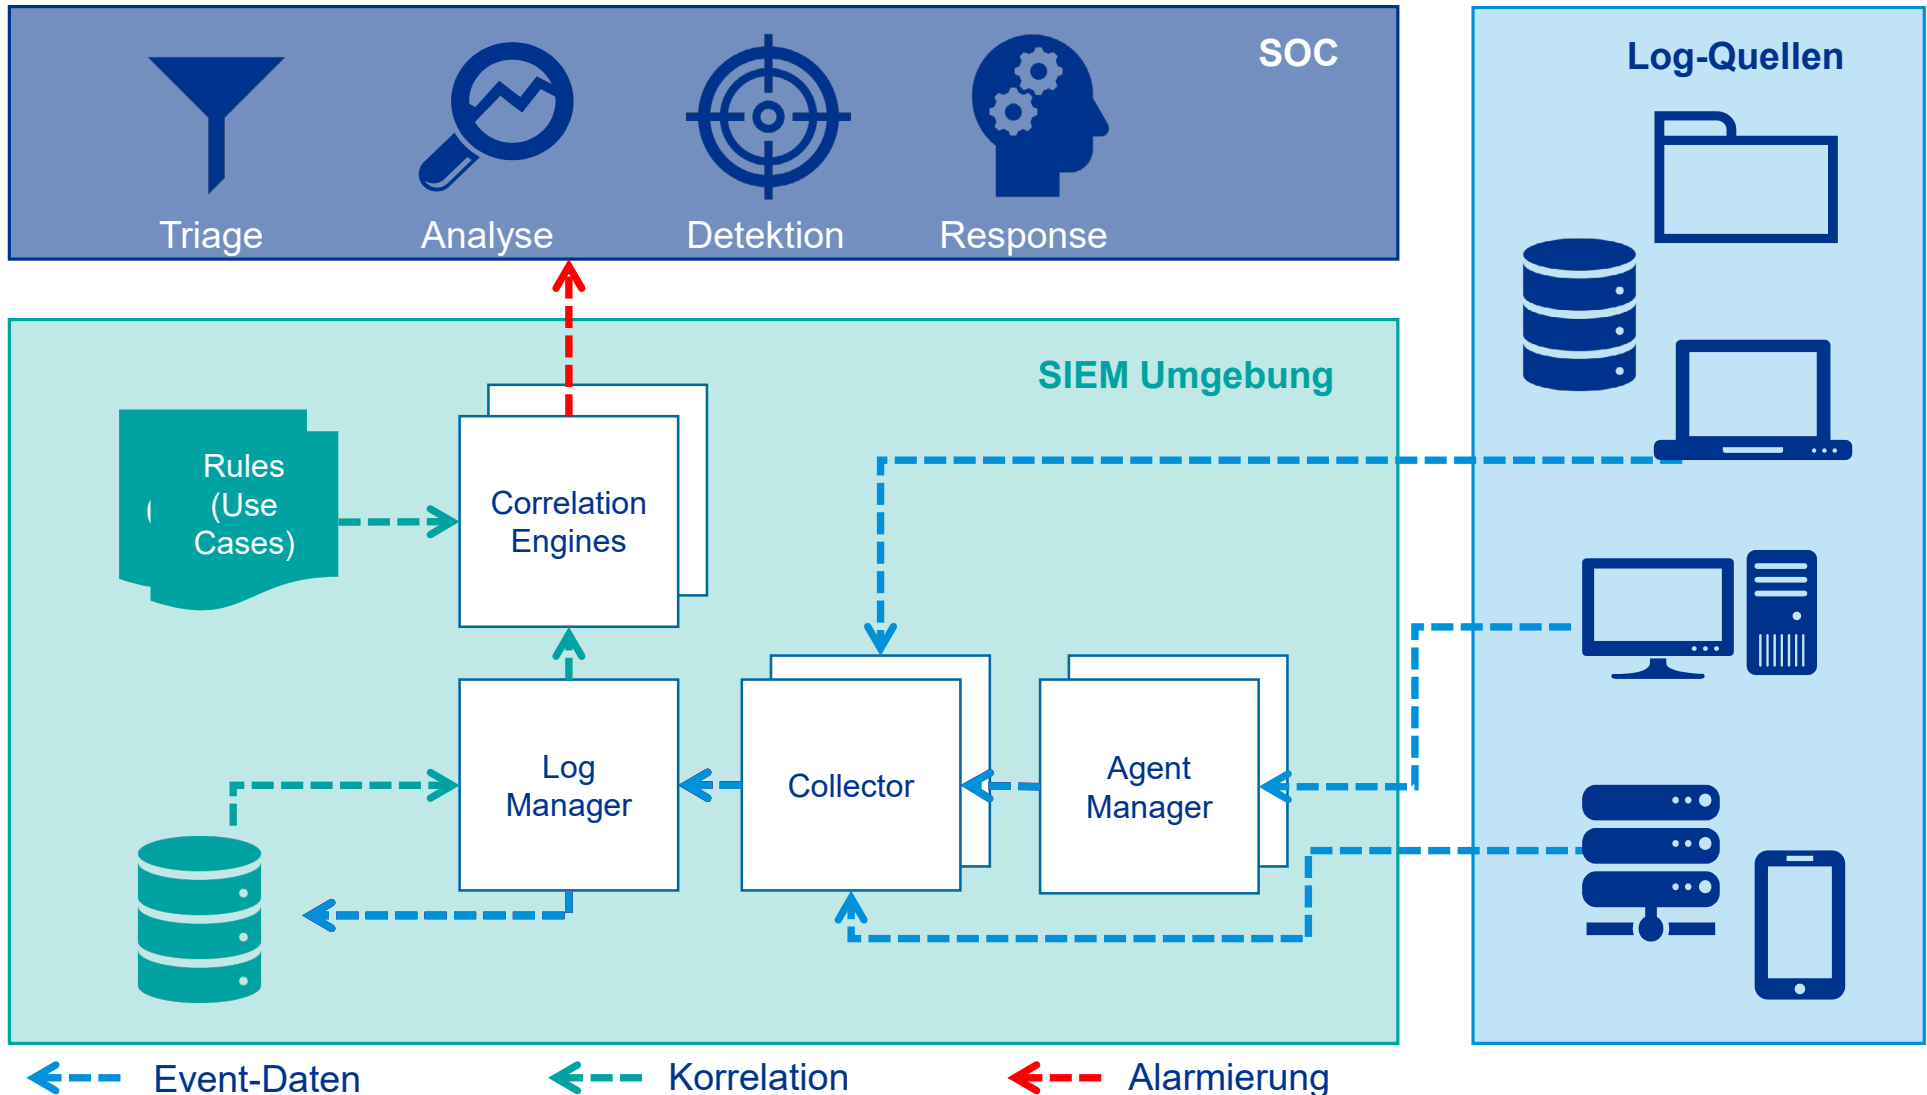 SOC
Triage
Analyse
Detektion
Response
Log-Quellen
SIEM Umgebung
Rules
(Use
Cases)
Correlation
Engines
Log
Manager
Collector
Agent
Manager
Event-Daten
Korrelation
Alarmierung